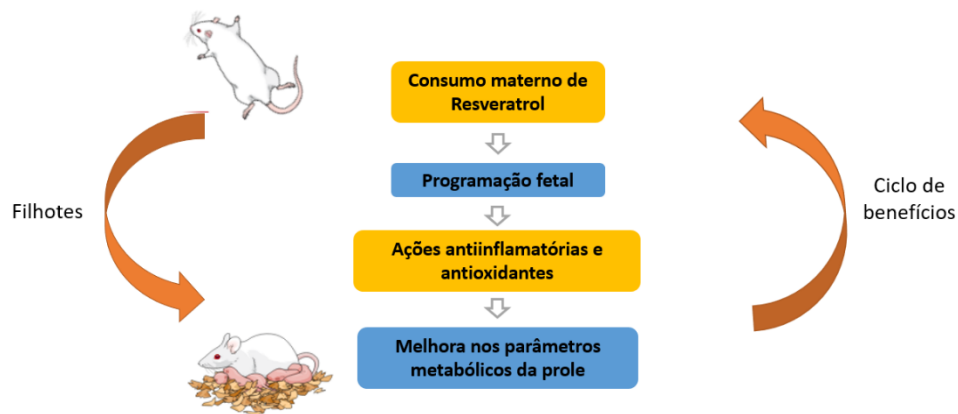 Consumo materno de
Resveratrol
Programação fetal
Filhotes
Ciclo de
benefícios
Ações antiinflamatórias e
antioxidantes
Melhora nos parâmetros
metabólicos da prole